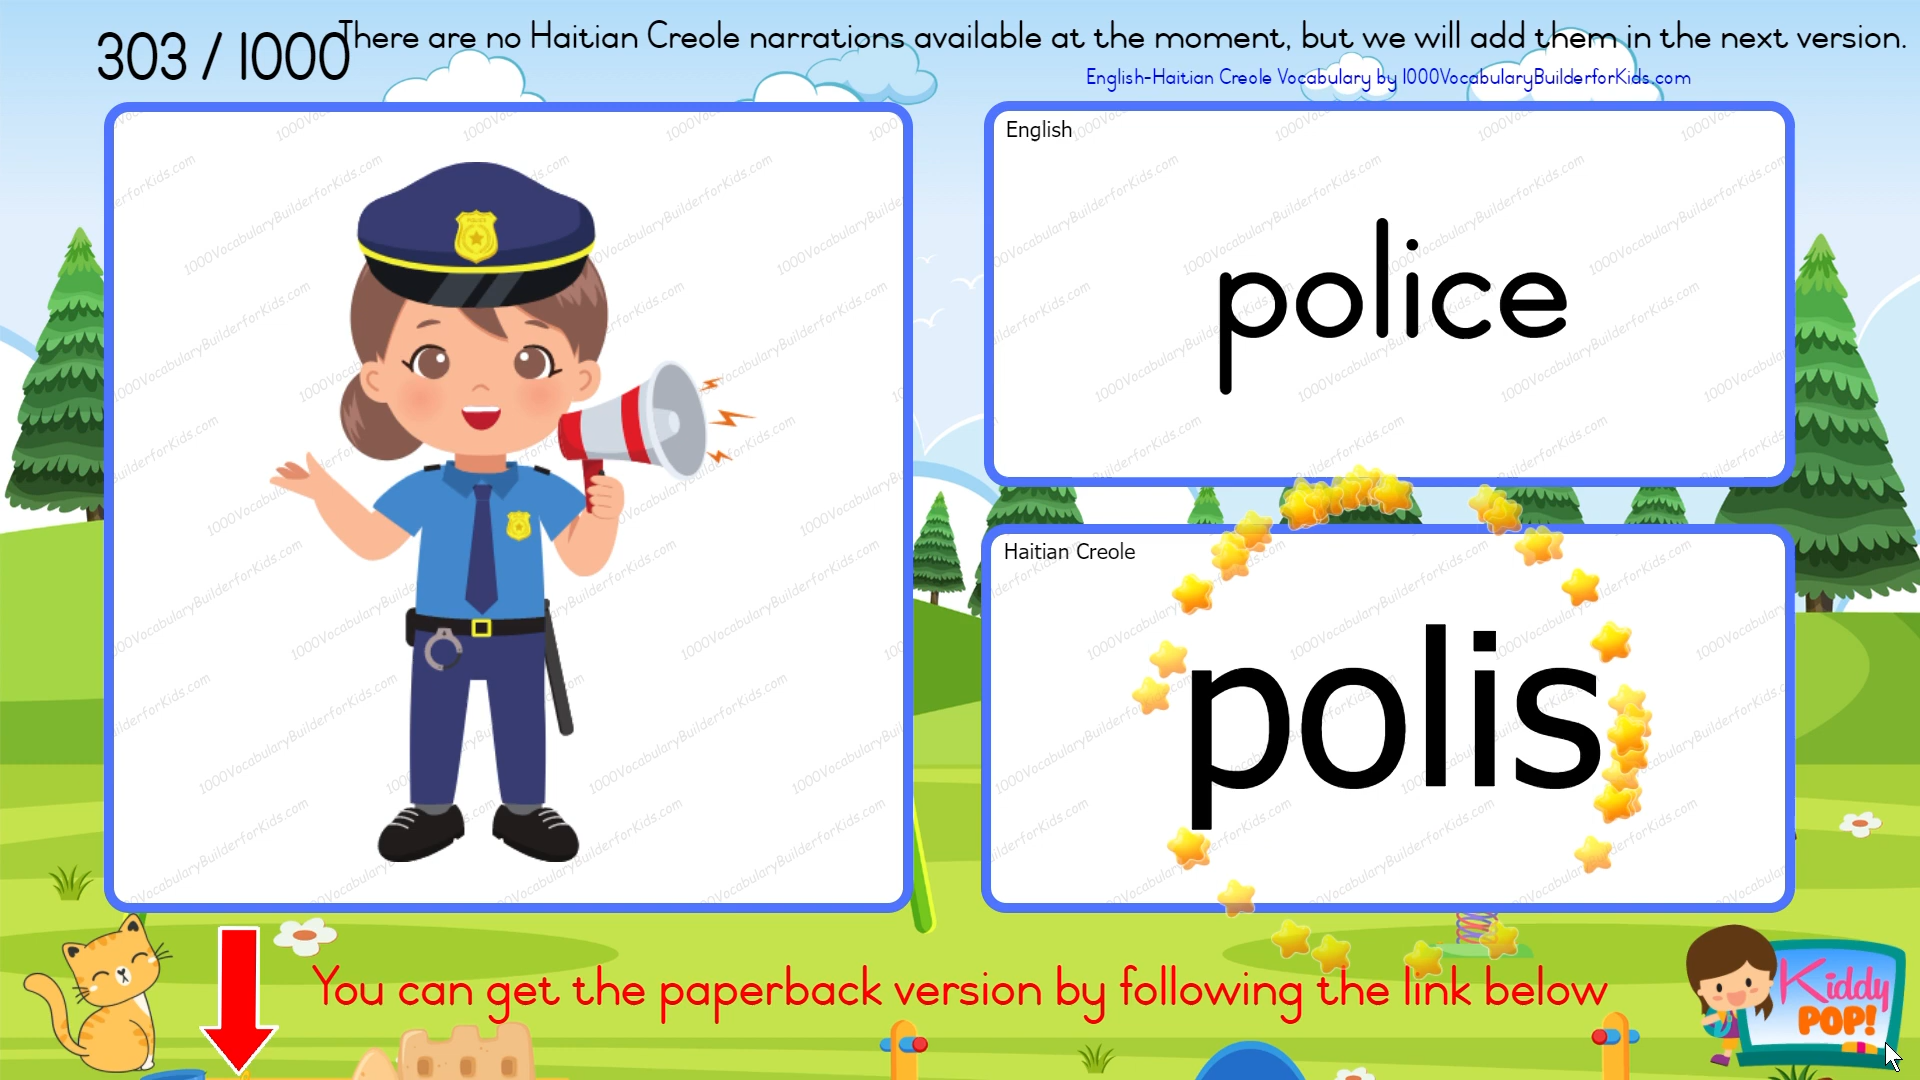 303 / 1000
There are no Haitian Creole narrations available at the moment, but we will add them in the next version.
English-Haitian Creole Vocabulary by 1000VocabularyBuilderforKids.com
English
police
Haitian Creole
polis
You can get the paperback version by following the link below
Kiddy
POP!
1000VocabularyBuilderforKids.com